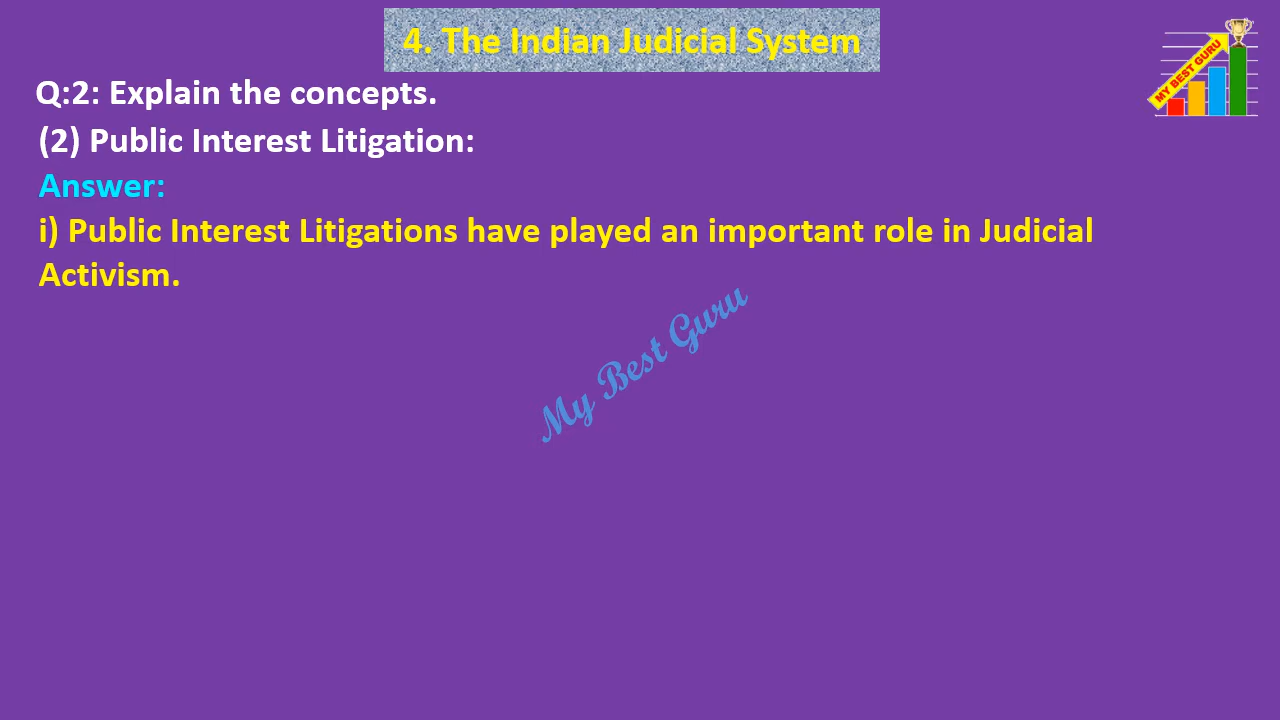 4. The Indian Judicial System
MY BEST GURU
Q:2: Explain the concepts.
(2) Public Interest Litigation:
Answer:
i) Public Interest Litigations have played an important role in Judicial
Activism.
My Best Guru